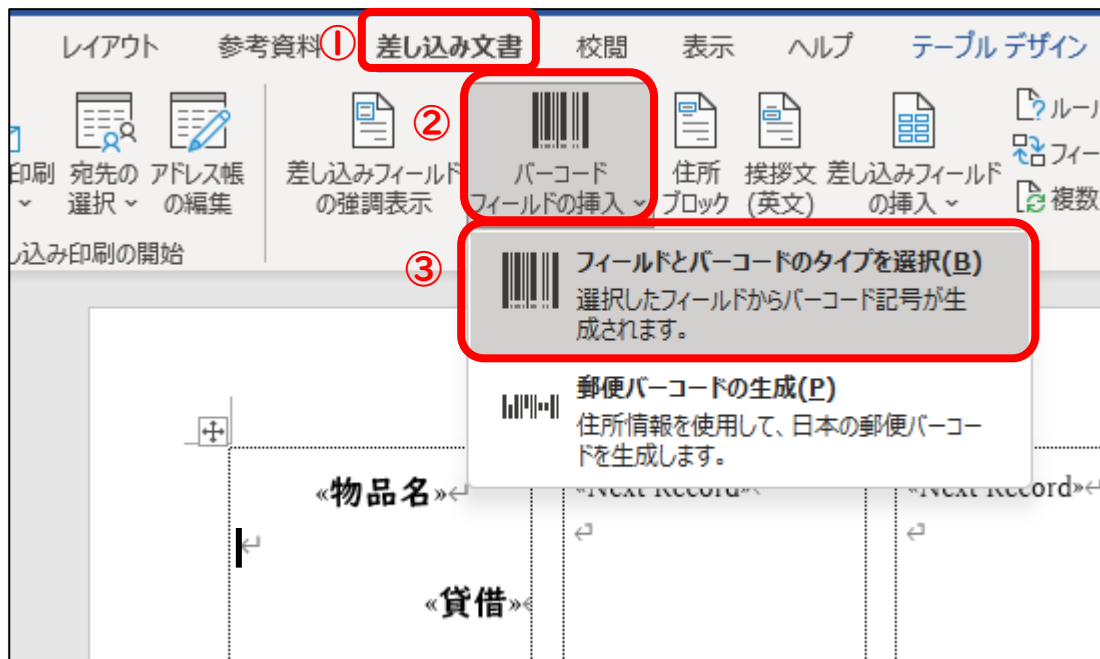 レイアウト 参考資料 ① 差し込み文書 校閲 表示 ヘルプ テーブル デザイン
②
印刷 宛先の アドレス帳 差し込みフィールド バーコード 住所 挨拶文 差し込みフィールド
選択 の編集 の強調表示 フィールドの挿入 ブロック (英文) の挿入
ルール
フィー
複数
し込み印刷の開始
③
フィールドとバーコードのタイプを選択(B)
選択したフィールドからバーコード記号が生
成されます。
郵便バーコードの生成(P)
住所情報を使用して、日本の郵便バーコー
ドを生成します。
«物品名» «Next Record» «Next Record»
«貸借»